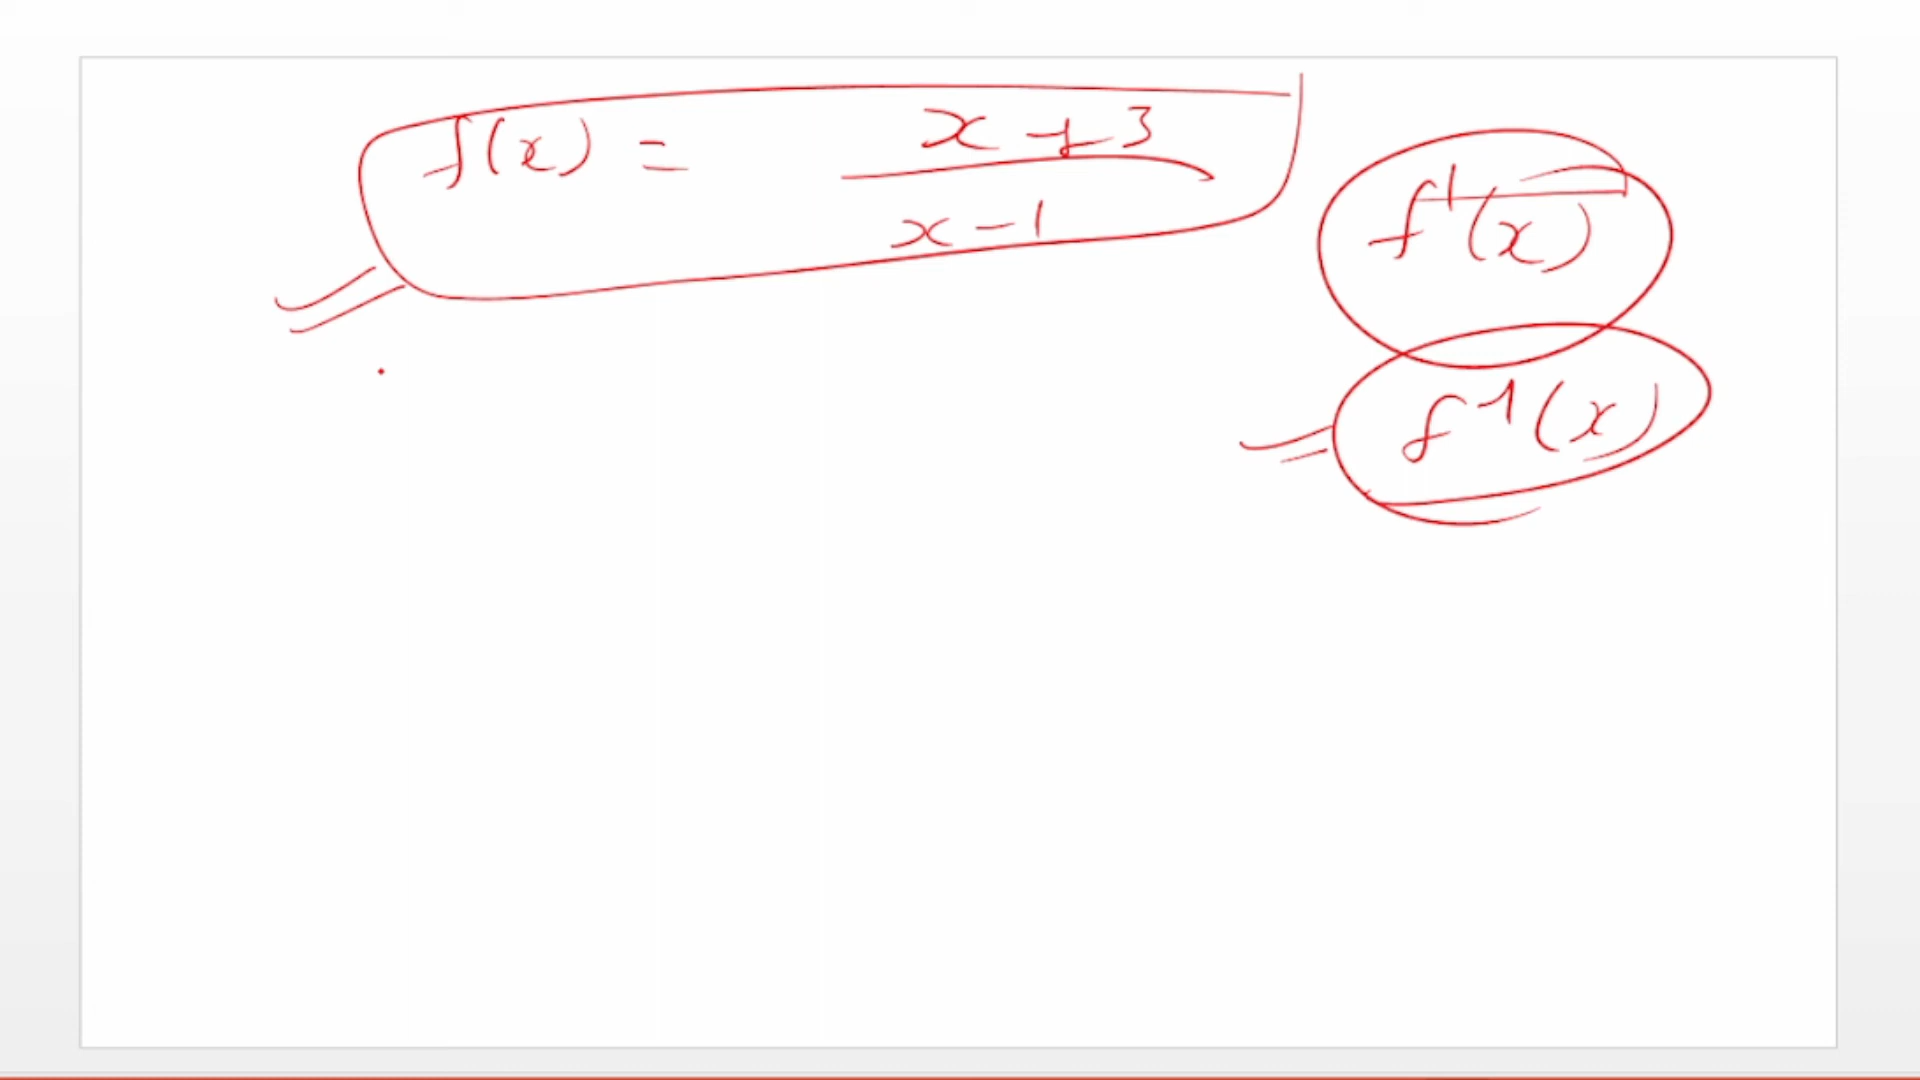 f(x) = x+3 / x-1
f'(x)
f⁻¹(x)